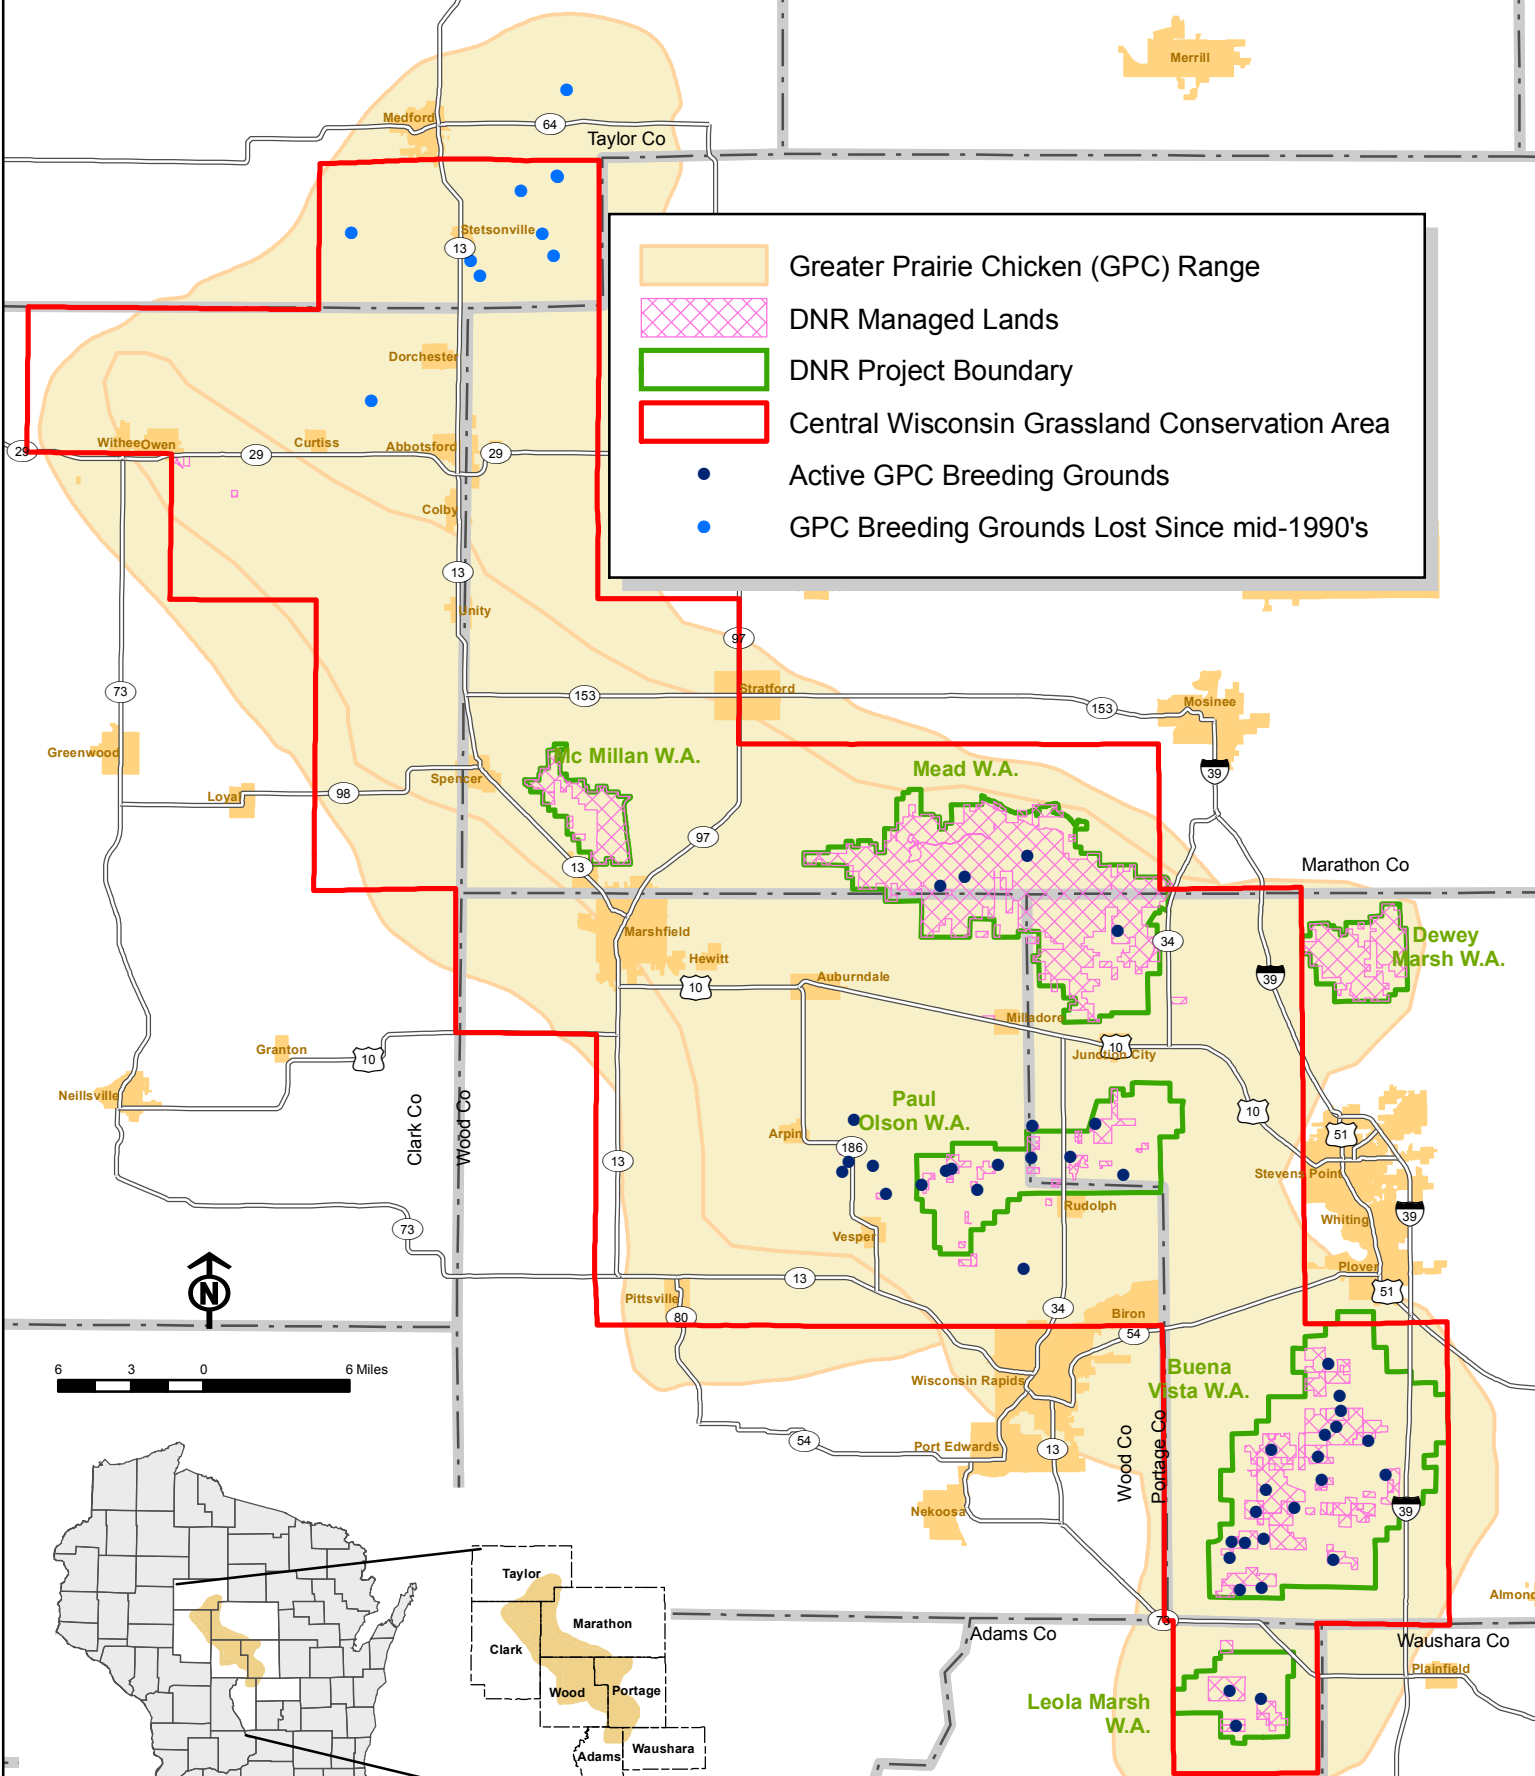 Merrill
Medford
64
Taylor Co
Stetsonville
13
Greater Prairie Chicken (GPC) Range
DNR Managed Lands
DNR Project Boundary
Central Wisconsin Grassland Conservation Area
Active GPC Breeding Grounds
GPC Breeding Grounds Lost Since mid-1990's
Dorchester
29
Withee
Owen
29
Curtiss
Abbotsford
29
Colby
13
Unity
97
73
153
Stratford
153
Mosinee
Greenwood
Mc Millan W.A.
Mead W.A.
39
Spencer
Loyal
98
97
13
Marathon Co
Marshfield
34
Dewey
Marsh W.A.
Hewitt
10
Auburndale
39
Milladore
10
Junction City
Granton
10
Neillsville
Clark Co
Wood Co
Paul
Olson W.A.
10
Arpin
186
13
51
Stevens Point
Rudolph
39
Whiting
73
Vesper
N
13
Plover
51
Pittsville
80
34
Biron
54
6 3 0 6 Miles
Buena
Vista W.A.
Wisconsin Rapids
54
Port Edwards
13
Wood Co
Portage Co
Nekoosa
39
Taylor
Marathon
Clark
Wood
Portage
Adams
Waushara
Almond
73
Adams Co
Waushara Co
Plainfield
Leola Marsh
W.A.